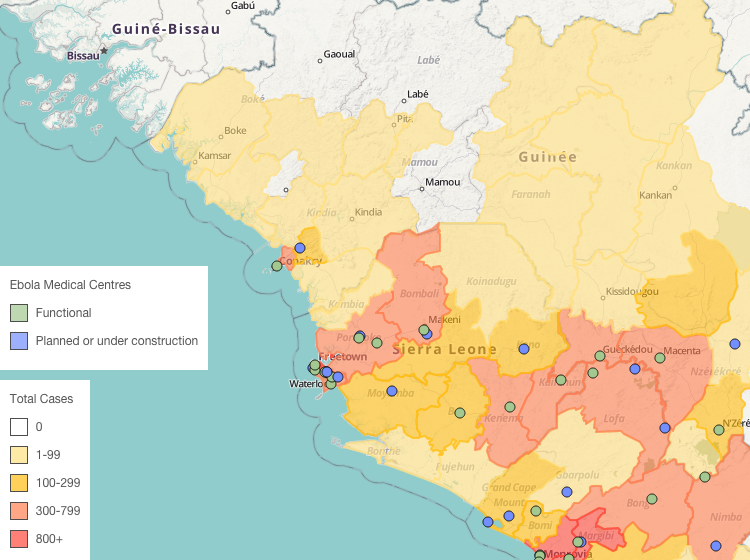 Gabú
Guiné-Bissau
Bissau
Gaoual
Labé
Labé
Boké
Pita
Boke
Kamsar
Mamou
Mamou
Guinée
Kankan
Kankan
Faranah
Kindia
Kindia
Conakry
Koinadugu
Kissidougou
Bombali
Kambia
Makeni
Sierra Leone
Kono
Freetown
Waterloo
Guéckédou
Macenta
Nzérékoré
Kailahun
Moyamba
Bo
Kenema
Lofa
N'Zéré
Bonthe
Fujehun
Gbarpolu
Grand Cape
Mount
Bomi
Bong
Margibi
Nimba
Monrovia
Ebola Medical Centres
Functional
Planned or under construction
Total Cases
0
1-99
100-299
300-799
800+